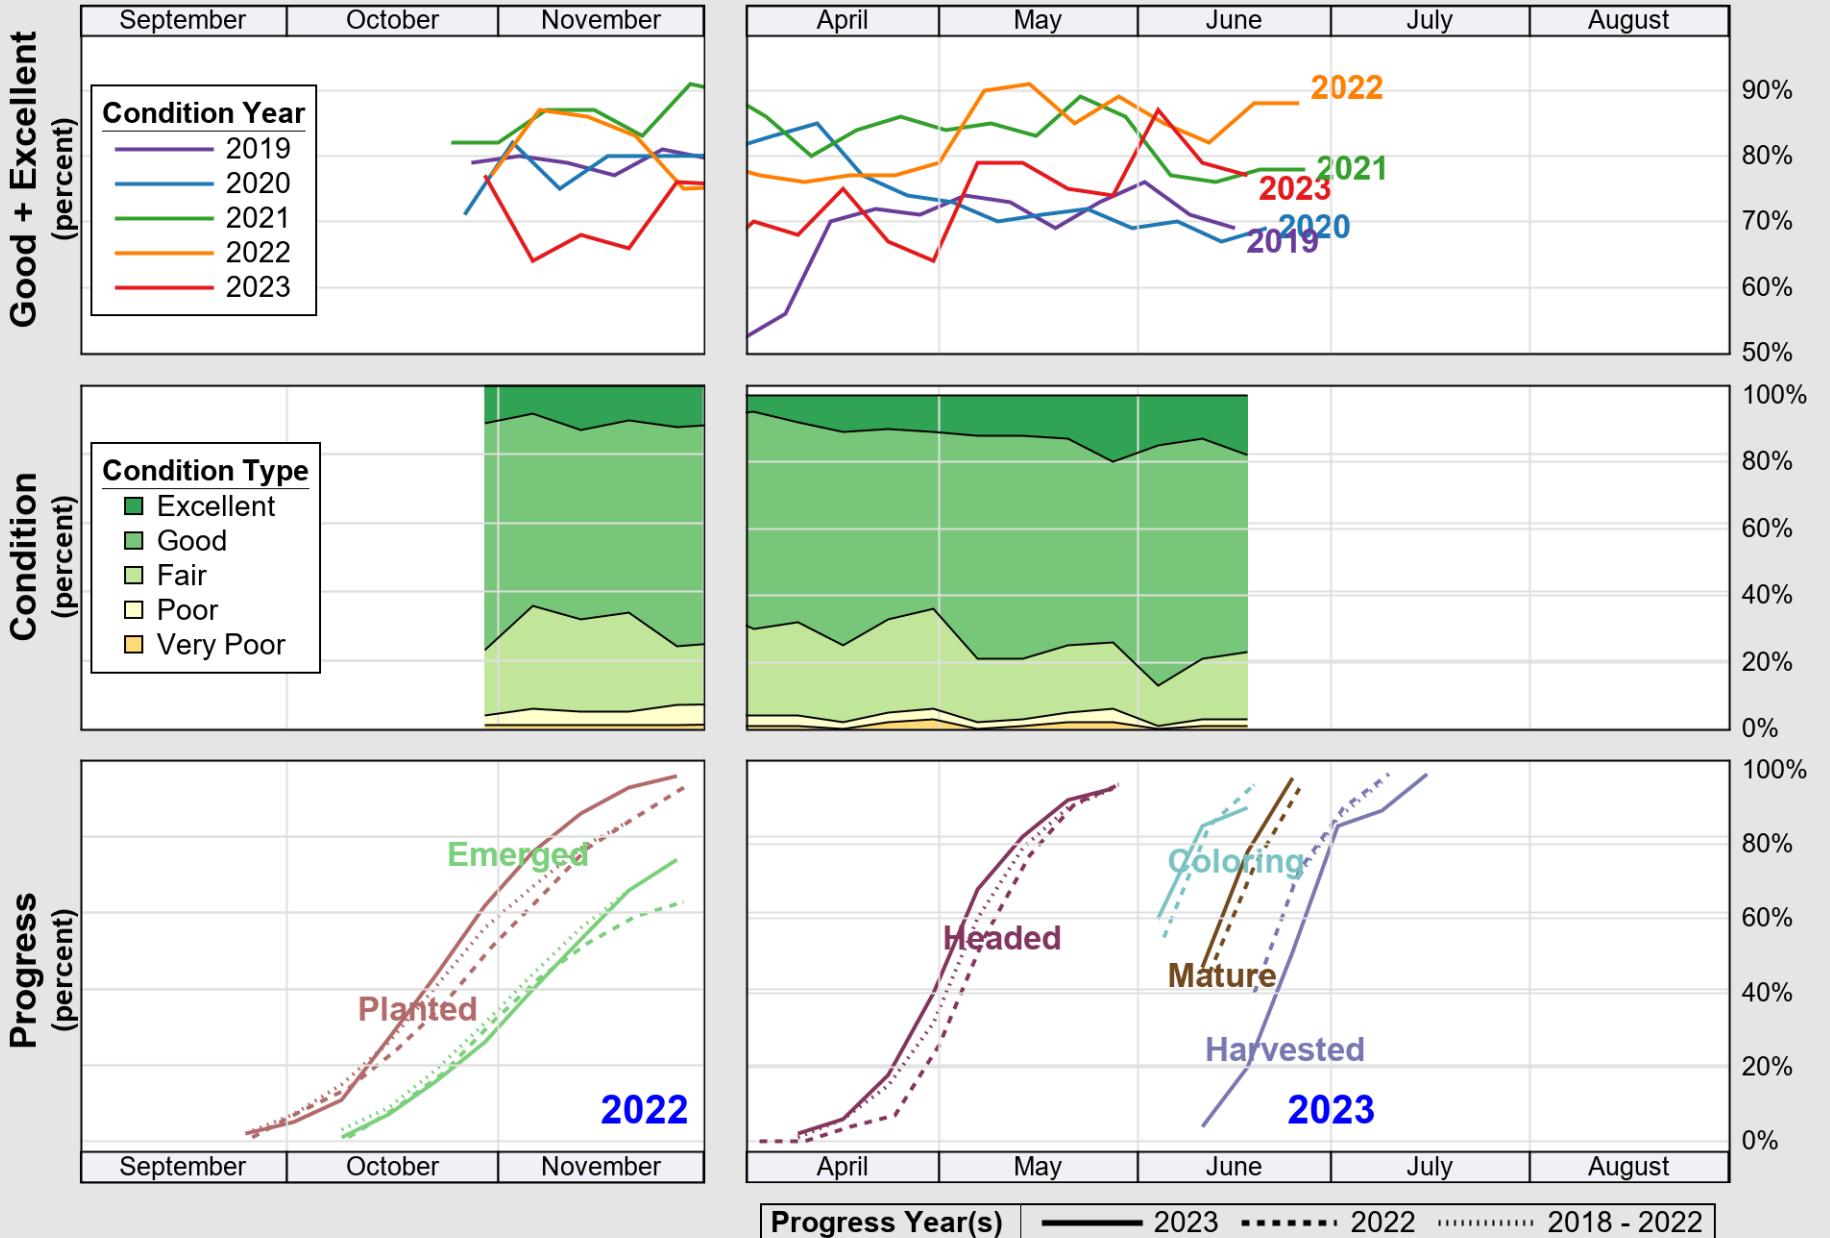 September October November April May June July August
Good + Excellent
(percent)
Condition Year
2019
2020
2021
2022
2023
2022
2021
2023
2020
2019
90%
80%
70%
60%
50%
Condition
(percent)
Condition Type
Excellent
Good
Fair
Poor
Very Poor
100%
80%
60%
40%
20%
0%
Progress
(percent)
Emerged
Planted
2022
Coloring
Headed
Mature
Harvested
2023
100%
80%
60%
40%
20%
0%
September October November April May June July August
Progress Year(s) 2023 2022 2018 - 2022